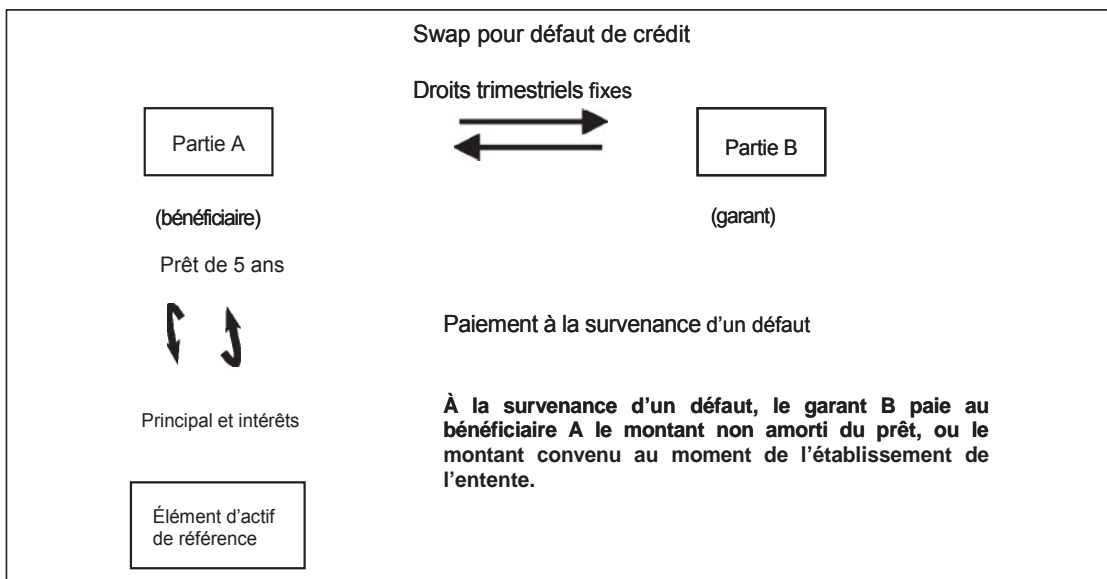 Swap pour défaut de crédit
Droits trimestriels fixes
Partie A
Partie B
(bénéficiaire)
(garant)
Prêt de 5 ans
Paiement à la survenance d'un défaut
Principal et intérêts
À la survenance d'un défaut, le garant B paie au
bénéficiaire A le montant non amorti du prêt, ou le
montant convenu au moment de l'établissement de
l'entente.
Élément d'actif
de référence